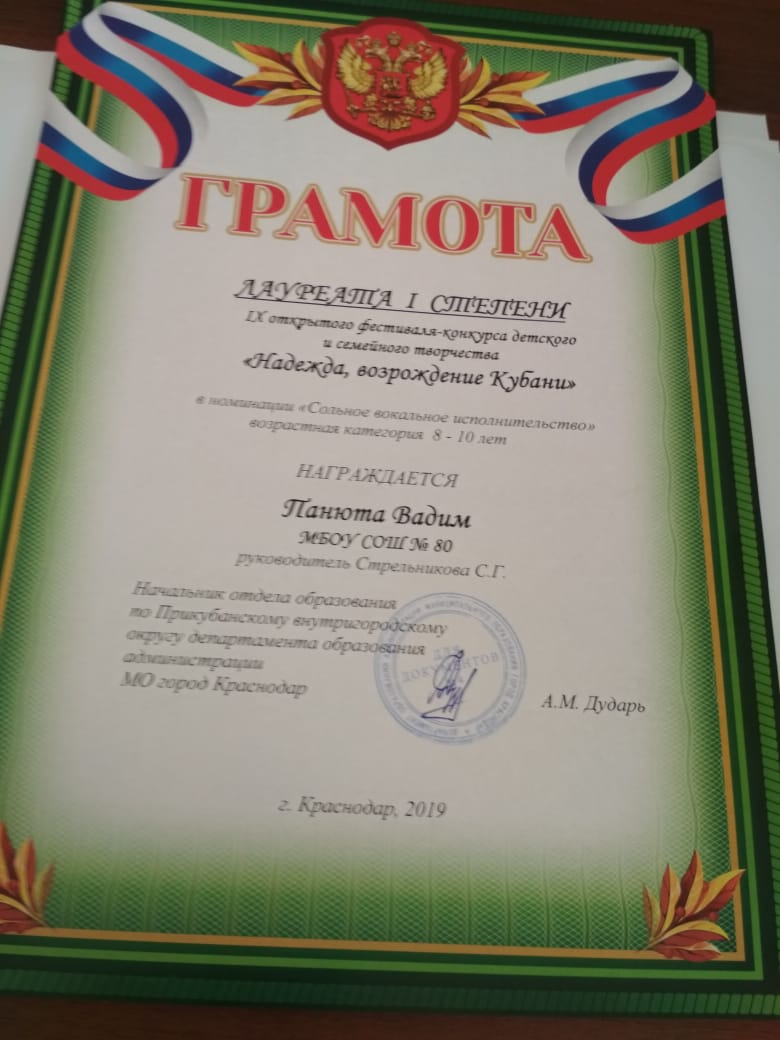 ГРАМОТА
ЛАУРЕАТА I СТЕПЕНИ
IX открытого фестиваля-конкурса детского
и семейного творчества
«Надежда, возрождение Кубани»
в номинации «Сольное вокальное исполнительство»
возрастная категория 8 - 10 лет
НАГРАЖДАЕТСЯ
Панюта Вадим
МБОУ СОШ № 80
руководитель Стрельникова С.Г.
Начальник отдела образования
по Прикубанскому внутригородскому
округу департамента образования
администрации
МО город Краснодар
ДЛЯ
ДОКУМЕНТОВ
А.М. Дударь
г. Краснодар, 2019